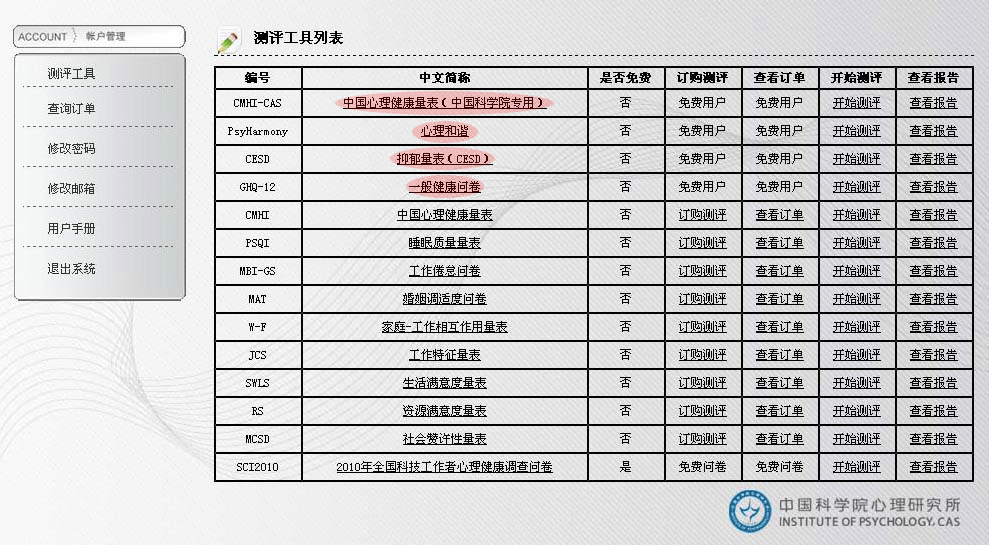 ACCOUNT 〉 帐户管理
测评工具
查询订单
修改密码
修改邮箱
用户手册
退出系统
测评工具列表
编号 中文简称 是否免费 订购测评 查看订单 开始测评 查看报告
CMHI-CAS 中国心理健康量表(中国科学院专用) 否 免费用户 免费用户 开始测评 查看报告
PsyHarmony 心理和谐 否 免费用户 免费用户 开始测评 查看报告
CESD 抑郁量表(CESD) 否 免费用户 免费用户 开始测评 查看报告
GHQ-12 一般健康问卷 否 免费用户 免费用户 开始测评 查看报告
CMHI 中国心理健康量表 否 订购测评 查看订单 开始测评 查看报告
PSQI 睡眠质量量表 否 订购测评 查看订单 开始测评 查看报告
MBI-GS 工作倦怠问卷 否 订购测评 查看订单 开始测评 查看报告
MAT 婚姻调适度问卷 否 订购测评 查看订单 开始测评 查看报告
W-F 家庭-工作相互作用量表 否 订购测评 查看订单 开始测评 查看报告
JCS 工作特征量表 否 订购测评 查看订单 开始测评 查看报告
SWLS 生活满意度量表 否 订购测评 查看订单 开始测评 查看报告
RS 资源满意度量表 否 订购测评 查看订单 开始测评 查看报告
MCSD 社会赞许性量表 否 订购测评 查看订单 开始测评 查看报告
SCI2010 2010年全国科技工作者心理健康调查问卷 是 免费问卷 免费问卷 开始测评 查看报告
中国科学院心理研究所
INSTITUTE OF PSYCHOLOGY, CAS